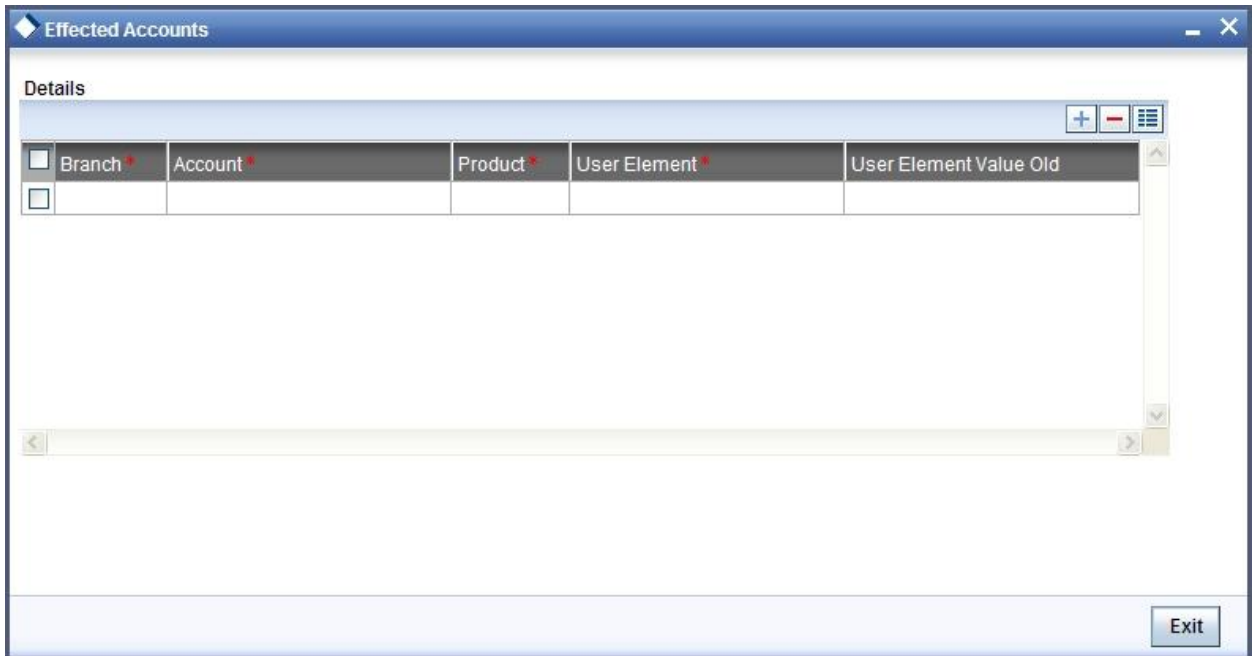 Effected Accounts
Details
Branch * Account * Product * User Element * User Element Value Old
Exit